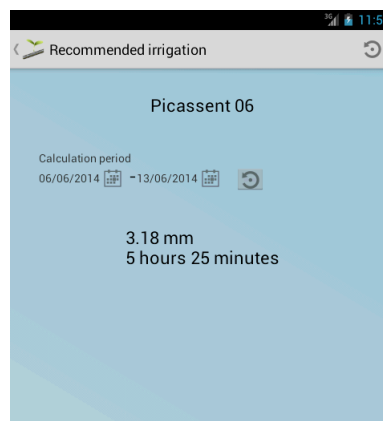 3G 11:5
Recommended irrigation
Picassent 06
Calculation period
06/06/2014 -13/06/2014
3.18 mm
5 hours 25 minutes